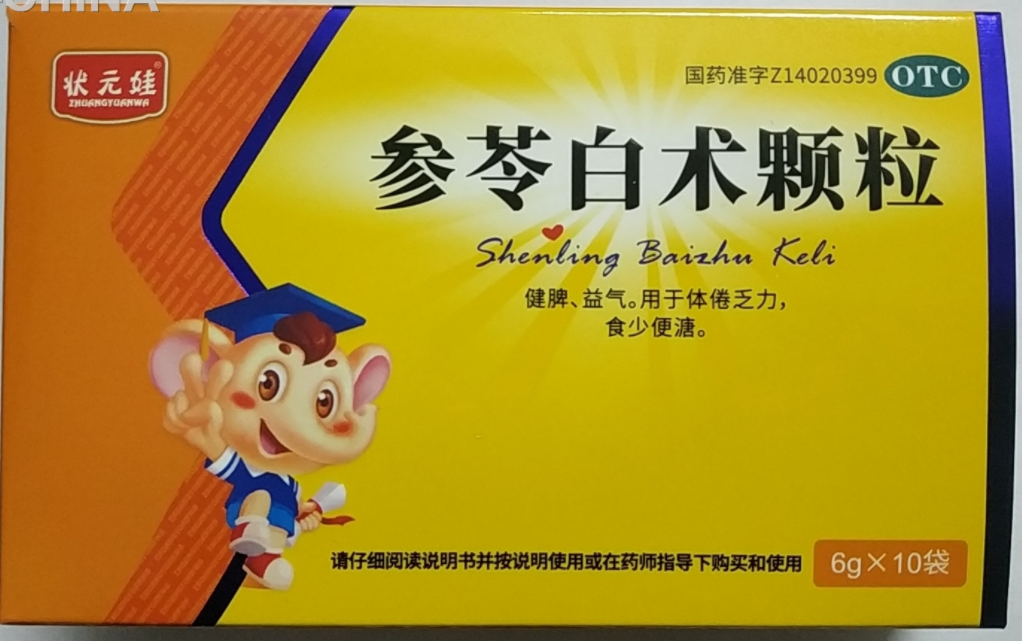 CHINA
状元娃®
ZHUANGYUANWA
国药准字Z14020399 OTC
参苓白术颗粒
Shenling Baizhu Keli
健脾、益气。用于体倦乏力，
食少便溏。
请仔细阅读说明书并按说明使用或在药师指导下购买和使用
6g×10袋